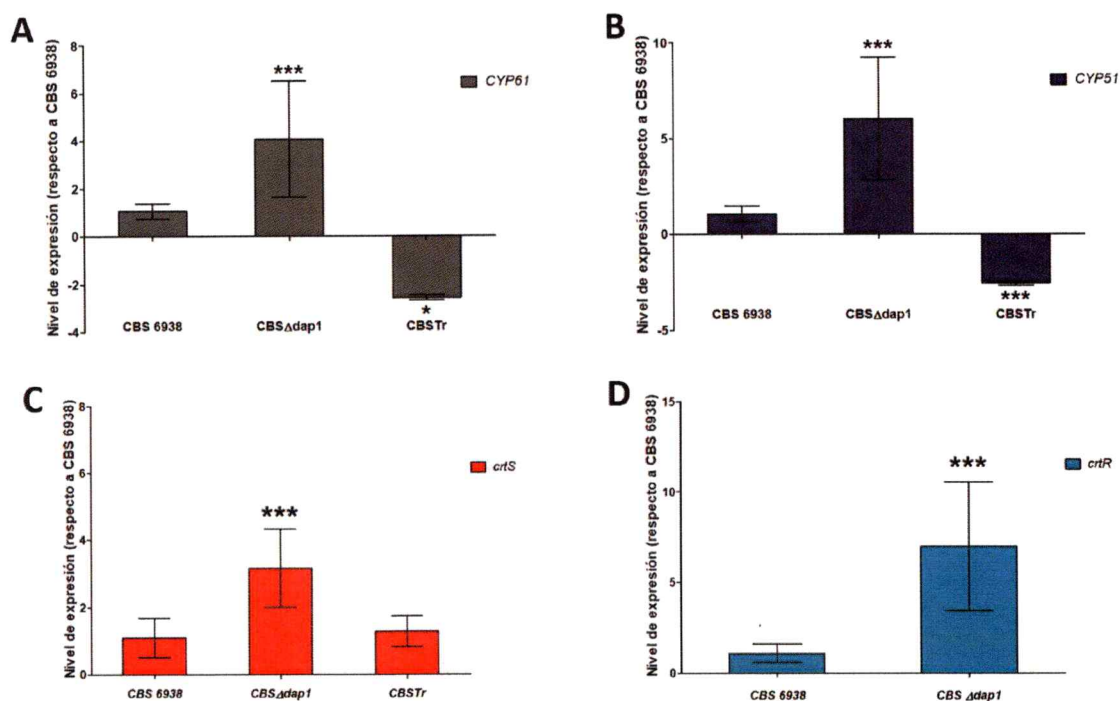 A
Nivel de expresión (respecto a CBS 6938)
8
6
4
2
0
-2
-4
***
*
CBS 6938
CBSΔdap1
CBSTr
CYP61
B
Nivel de expresión (respecto a CBS 6938)
10
5
0
-5
***
***
CBS 6938
CBSΔdap1
CBSTr
CYP51
C
Nivel de expresión (respecto a CBS 6938)
8
6
4
2
0
***
CBS 6938
CBSΔdap1
CBSTr
crtS
D
Nivel de expresión (respecto a CBS 6938)
15
10
5
0
***
CBS 6938
CBS Δdap1
crtR